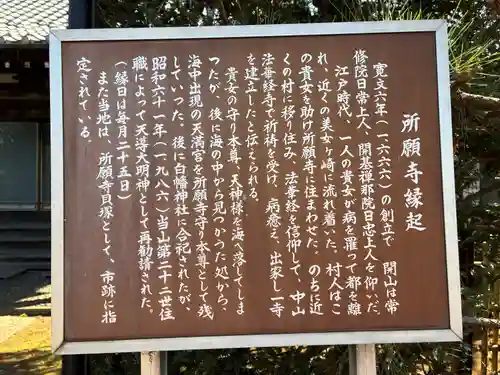 所願寺縁起
寛文六年(一六六六)の創立で　開山は常
修院日常上人、開基禅那院日忠上人を仰いだ。
江戸時代、一人の貴女が病を罹って都を離
れ、近くの美女ヶ崎に流れ着いた。村人はこ
の貴女を助け所願寺に住まわせた。のちに近
くの村に移り住み、法華経を信仰して、中山
法華経寺で祈祷を受け、病癒え、出家し一寺
を建立したと伝えられる。
貴女の守り本尊、天神様を海へ落してしま
つたが、後に海の中から見つかうた処から、
海中出現の天満宮を所願寺守り本尊として残
していった。後に白幡神社に合祀されたが、
昭和六十一年(一九八六)当山第二十二世住
職によって天導大明神として再勧請された。
(縁日は毎月二十五日)
また当地は、所願寺貝塚として、市跡に指
定されている。